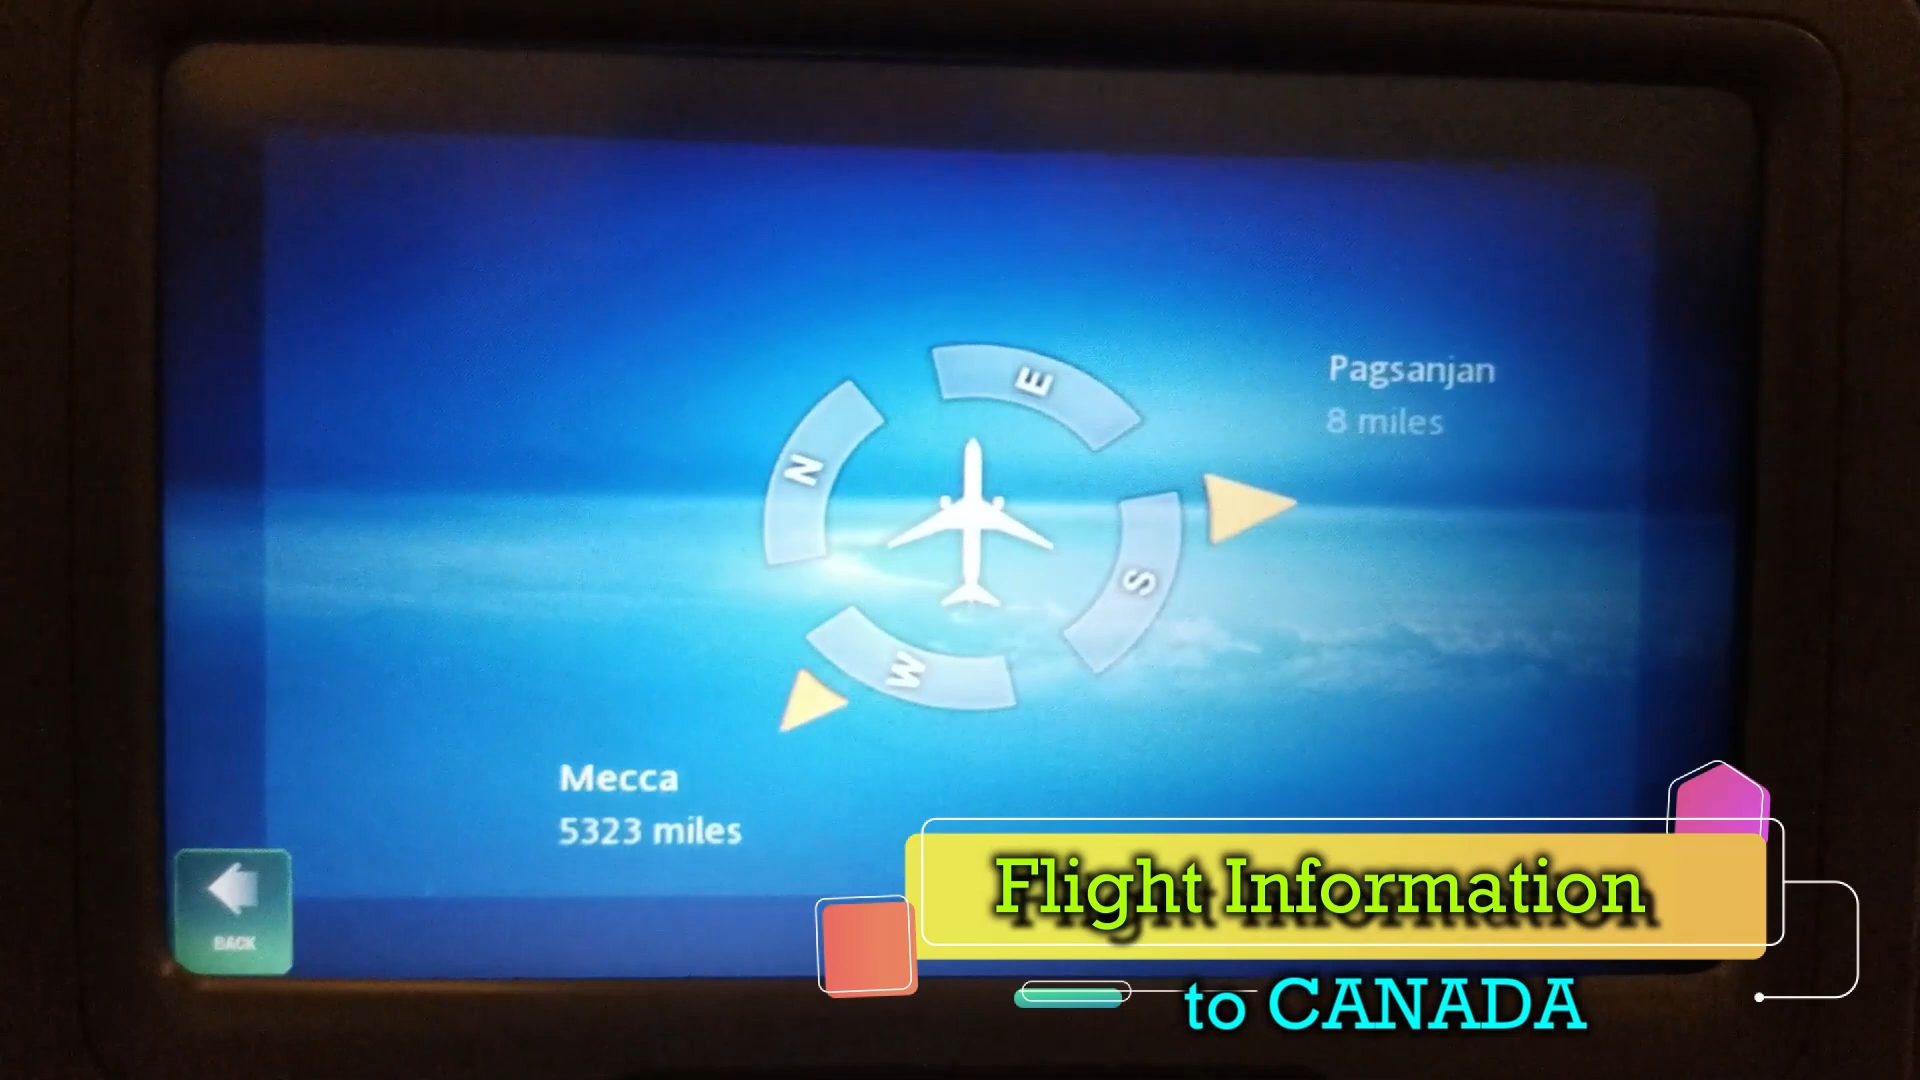 E
Pagsanjan
8 miles
N
S
W
Mecca
5323 miles
BACK
Flight Information
to CANADA